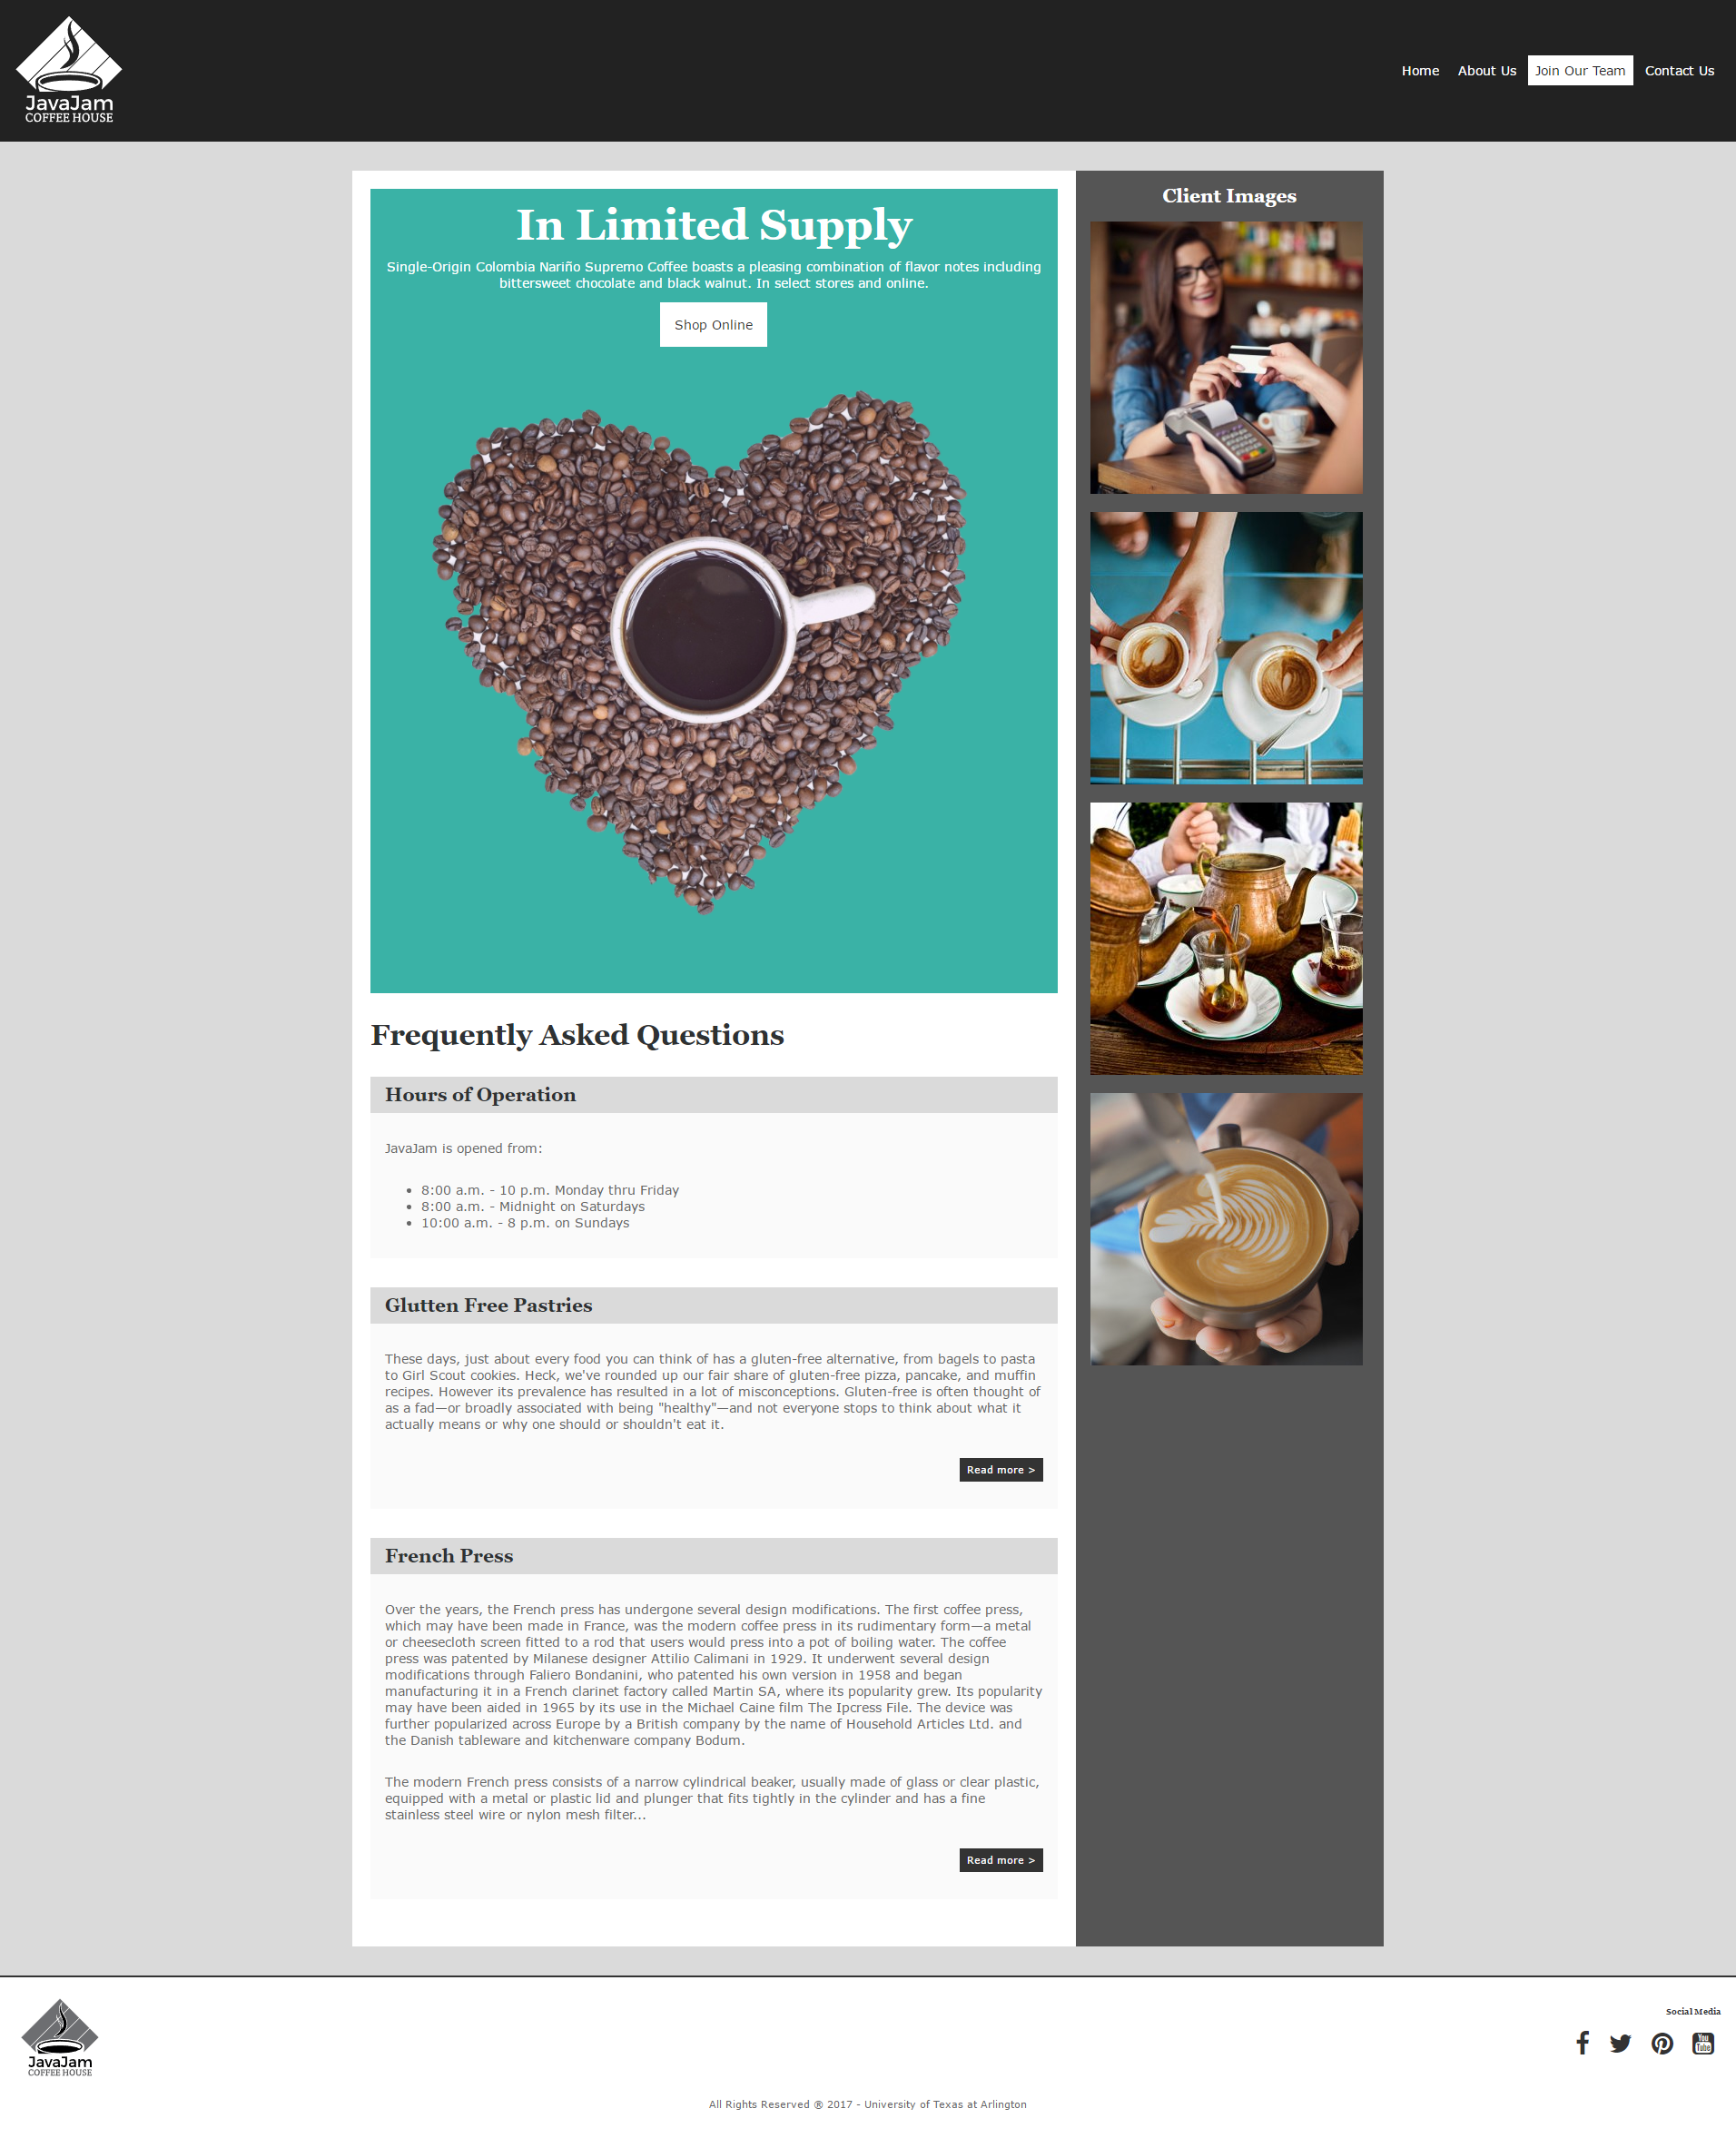 JavaJam
COFFEE HOUSE
Home
About Us
Join Our Team
Contact Us
In Limited Supply
Single-Origin Colombia Nariño Supremo Coffee boasts a pleasing combination of flavor notes including
bittersweet chocolate and black walnut. In select stores and online.
Shop Online
Client Images
Frequently Asked Questions
Hours of Operation
JavaJam is opened from:
• 8:00 a.m. - 10 p.m. Monday thru Friday
• 8:00 a.m. - Midnight on Saturdays
• 10:00 a.m. - 8 p.m. on Sundays
Glutten Free Pastries
These days, just about every food you can think of has a gluten-free alternative, from bagels to pasta
to Girl Scout cookies. Heck, we've rounded up our fair share of gluten-free pizza, pancake, and muffin
recipes. However its prevalence has resulted in a lot of misconceptions. Gluten-free is often thought of
as a fad—or broadly associated with being "healthy"—and not everyone stops to think about what it
actually means or why one should or shouldn't eat it.
Read more >
French Press
Over the years, the French press has undergone several design modifications. The first coffee press,
which may have been made in France, was the modern coffee press in its rudimentary form—a metal
or cheesecloth screen fitted to a rod that users would press into a pot of boiling water. The coffee
press was patented by Milanese designer Attilio Calimani in 1929. It underwent several design
modifications through Faliero Bondanini, who patented his own version in 1958 and began
manufacturing it in a French clarinet factory called Martin SA, where its popularity grew. Its popularity
may have been aided in 1965 by its use in the Michael Caine film The Ipcress File. The device was
further popularized across Europe by a British company by the name of Household Articles Ltd. and
the Danish tableware and kitchenware company Bodum.
The modern French press consists of a narrow cylindrical beaker, usually made of glass or clear plastic,
equipped with a metal or plastic lid and plunger that fits tightly in the cylinder and has a fine
stainless steel wire or nylon mesh filter...
Read more >
JavaJam
COFFEE HOUSE
Social Media
You
Tube
All Rights Reserved ® 2017 - University of Texas at Arlington